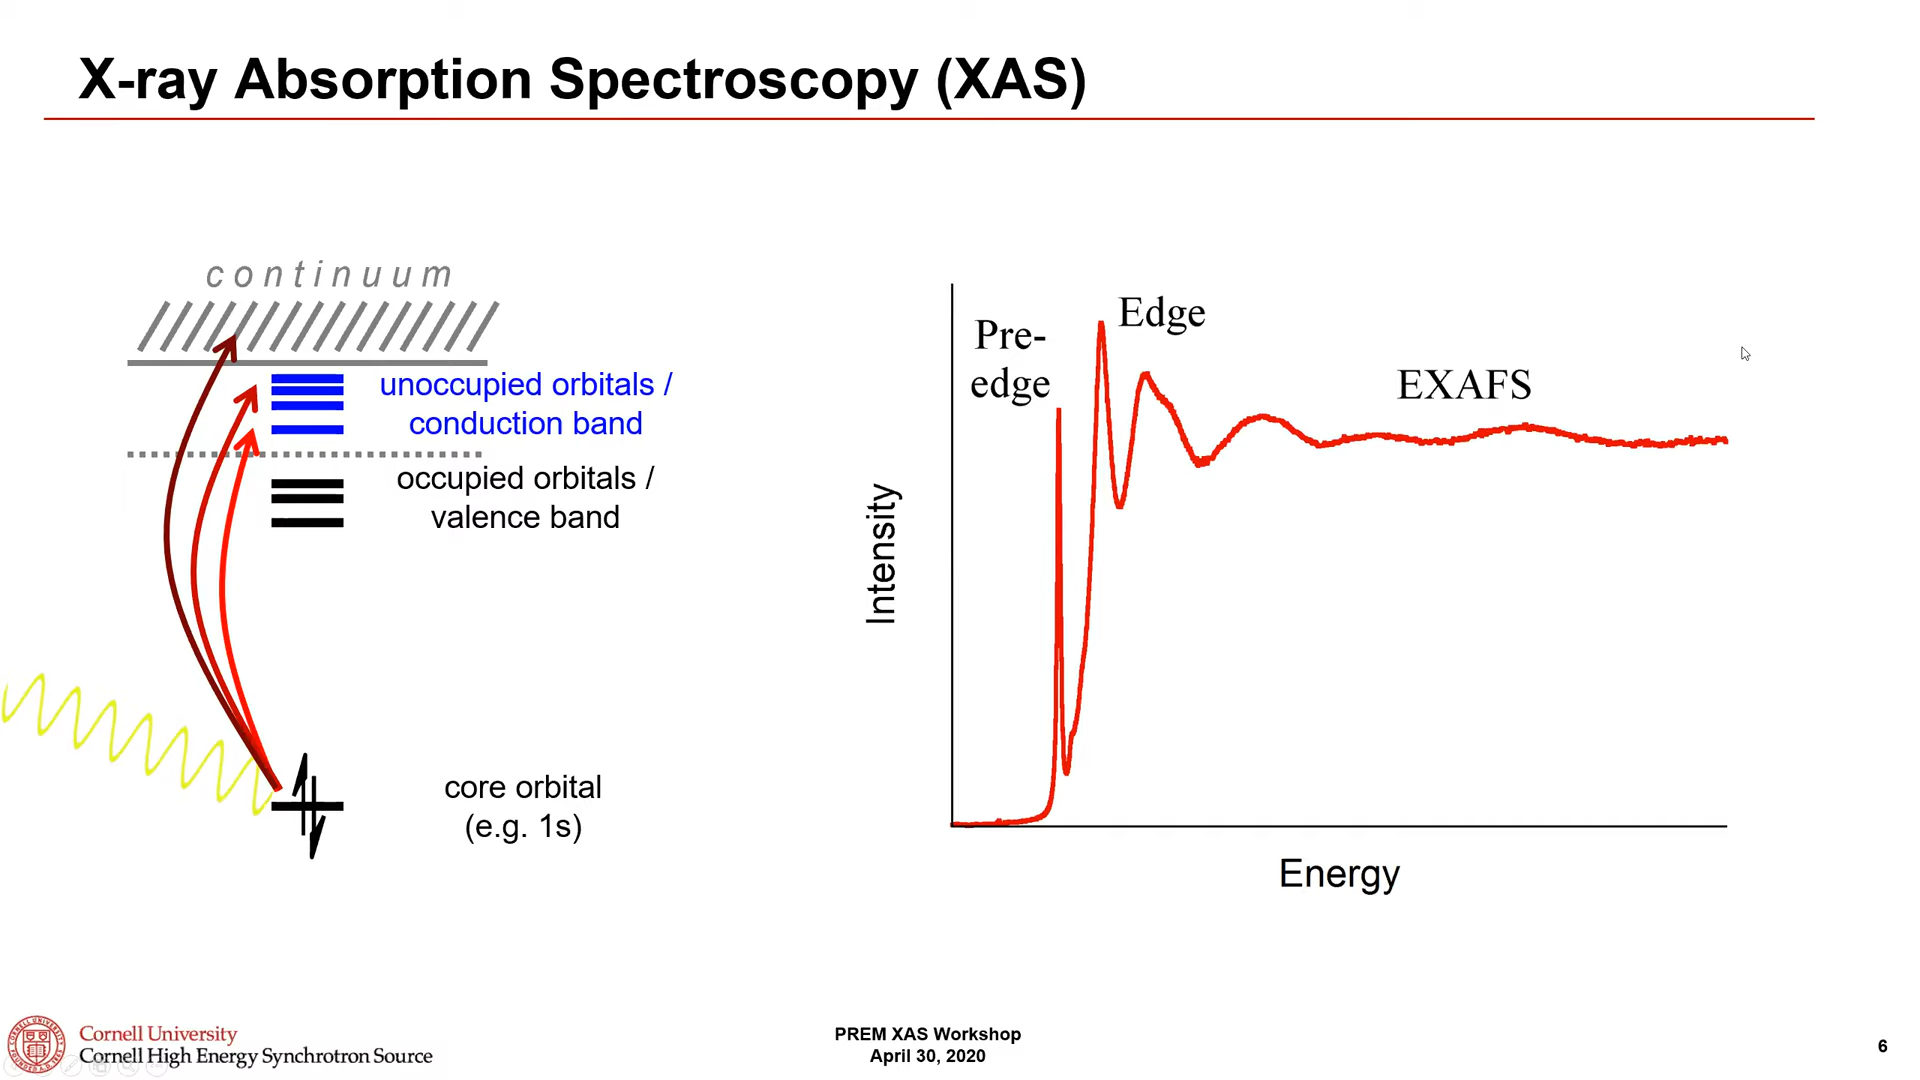 X-ray Absorption Spectroscopy (XAS)
continuum
unoccupied orbitals /
conduction band
occupied orbitals /
valence band
core orbital
(e.g. 1s)
Pre-
edge
Edge
EXAFS
Intensity
Energy
Cornell University
Cornell High Energy Synchrotron Source
PREM XAS Workshop
April 30, 2020
6